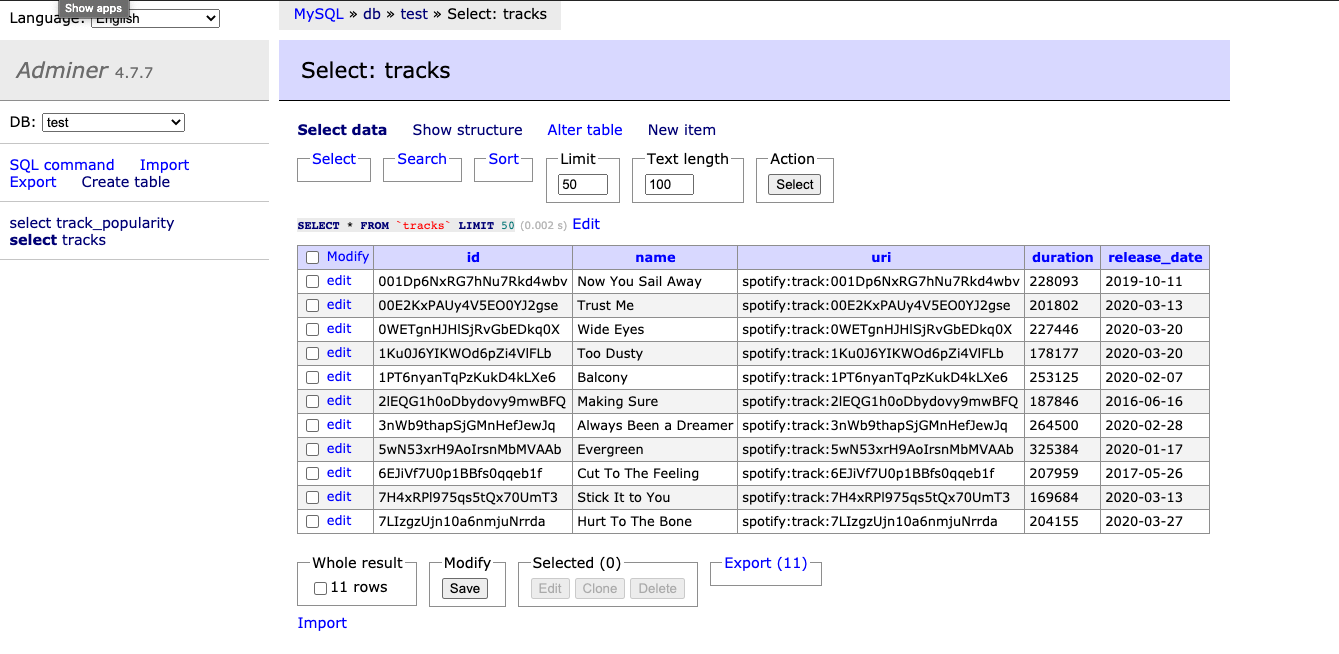 Show apps
Language: English
MySQL » db » test » Select: tracks
Adminer 4.7.7
Select: tracks
DB: test
SQL command Import
Export Create table
select track_popularity
select tracks
Select data Show structure Alter table New item
Select Search Sort Limit Text length Action
50 100 Select
SELECT * FROM `tracks` LIMIT 50 (0.002 s) Edit
Modify id name uri duration release_date
edit 001Dp6NxRG7hNu7Rkd4wbv Now You Sail Away spotify:track:001Dp6NxRG7hNu7Rkd4wbv 228093 2019-10-11
edit 00E2KxPAUy4V5EO0YJ2gse Trust Me spotify:track:00E2KxPAUy4V5EO0YJ2gse 201802 2020-03-13
edit 0WETgnHJHlSjRvGbEDkq0X Wide Eyes spotify:track:0WETgnHJHlSjRvGbEDkq0X 227446 2020-03-20
edit 1Ku0J6YIKWOd6pZi4VlFLb Too Dusty spotify:track:1Ku0J6YIKWOd6pZi4VlFLb 178177 2020-03-20
edit 1PT6nyanTqPzKukD4kLXe6 Balcony spotify:track:1PT6nyanTqPzKukD4kLXe6 253125 2020-02-07
edit 2lEQG1h0oDbydovy9mwBFQ Making Sure spotify:track:2lEQG1h0oDbydovy9mwBFQ 187846 2016-06-16
edit 3nWb9thapSjGMnHefJewJq Always Been a Dreamer spotify:track:3nWb9thapSjGMnHefJewJq 264500 2020-02-28
edit 5wN53xrH9AoIrsnMbMVAAb Evergreen spotify:track:5wN53xrH9AoIrsnMbMVAAb 325384 2020-01-17
edit 6EJiVf7U0p1BBfs0qqeb1f Cut To The Feeling spotify:track:6EJiVf7U0p1BBfs0qqeb1f 207959 2017-05-26
edit 7H4xRPl975qs5tQx70UmT3 Stick It to You spotify:track:7H4xRPl975qs5tQx70UmT3 169684 2020-03-13
edit 7LIzgzUjn10a6nmjuNrrda Hurt To The Bone spotify:track:7LIzgzUjn10a6nmjuNrrda 204155 2020-03-27
Whole result Modify Selected (0) Export (11)
11 rows Save Edit Clone Delete
Import